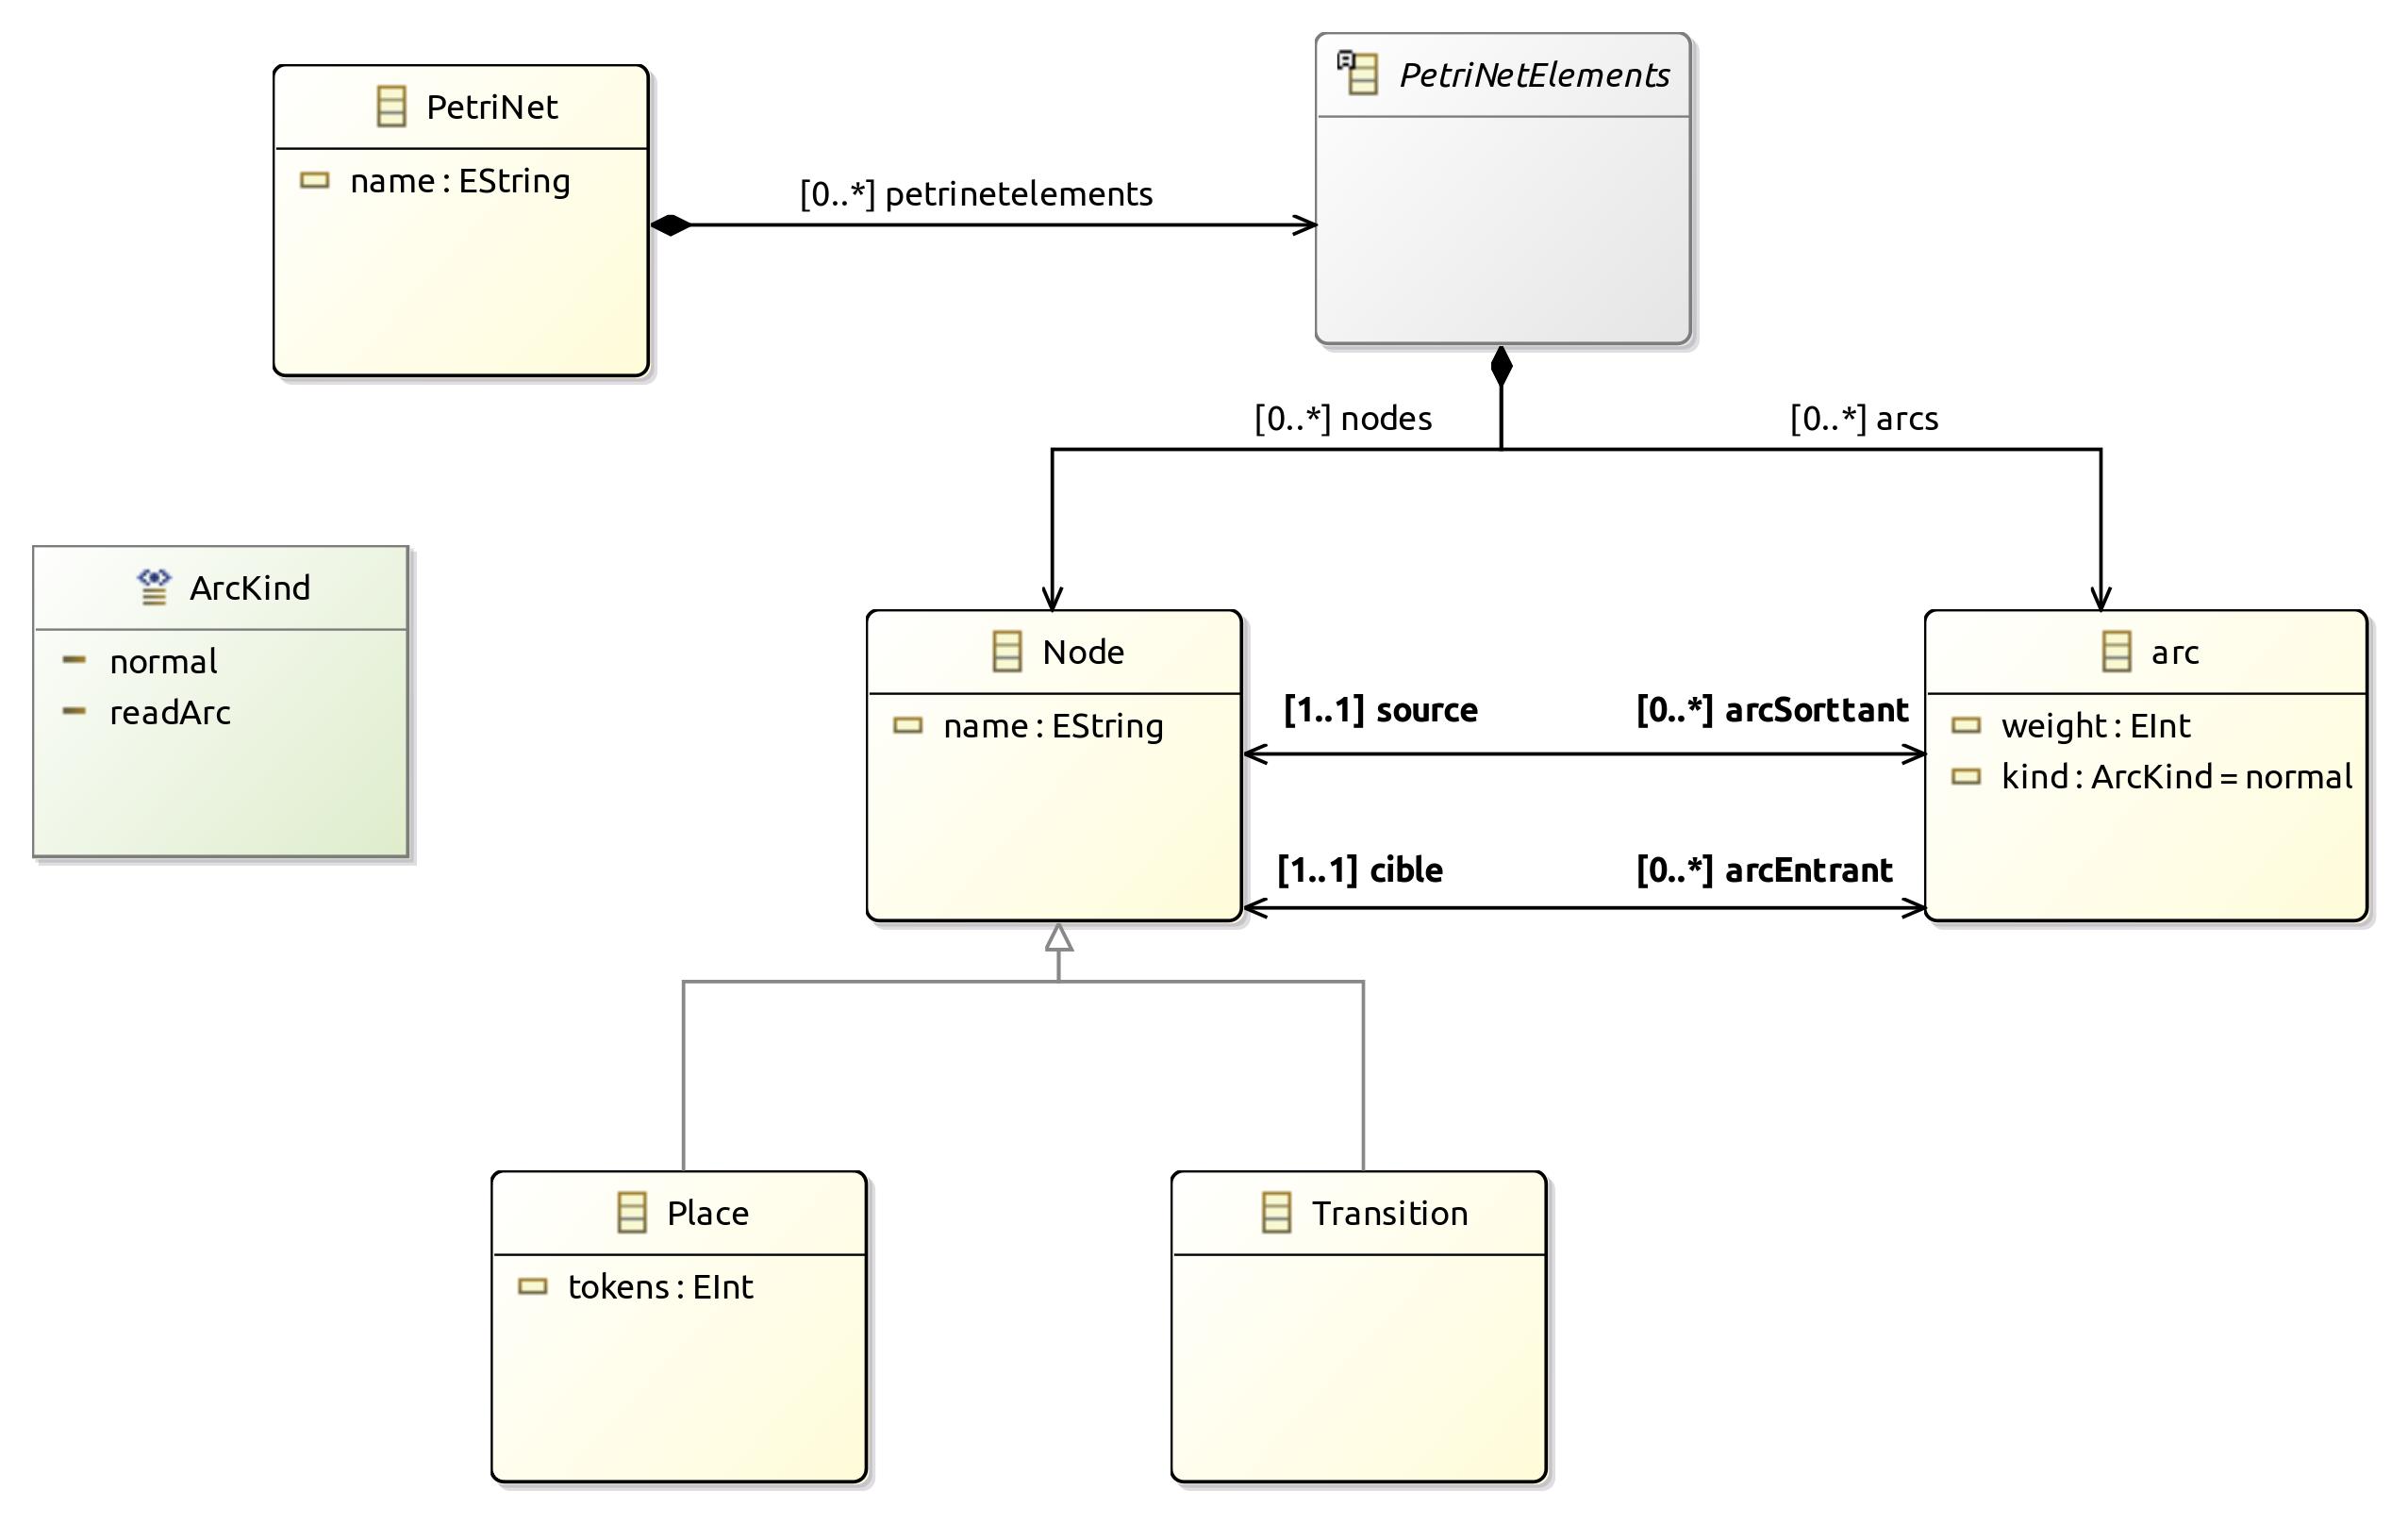 PetriNet
name : EString
[0..*] petrinetelements
PetriNetElements
[0..*] nodes
[0..*] arcs
ArcKind
normal
readArc
Node
name : EString
[1..1] source
[0..*] arcSorttant
[1..1] cible
[0..*] arcEntrant
arc
weight : EInt
kind : ArcKind = normal
Place
tokens : EInt
Transition